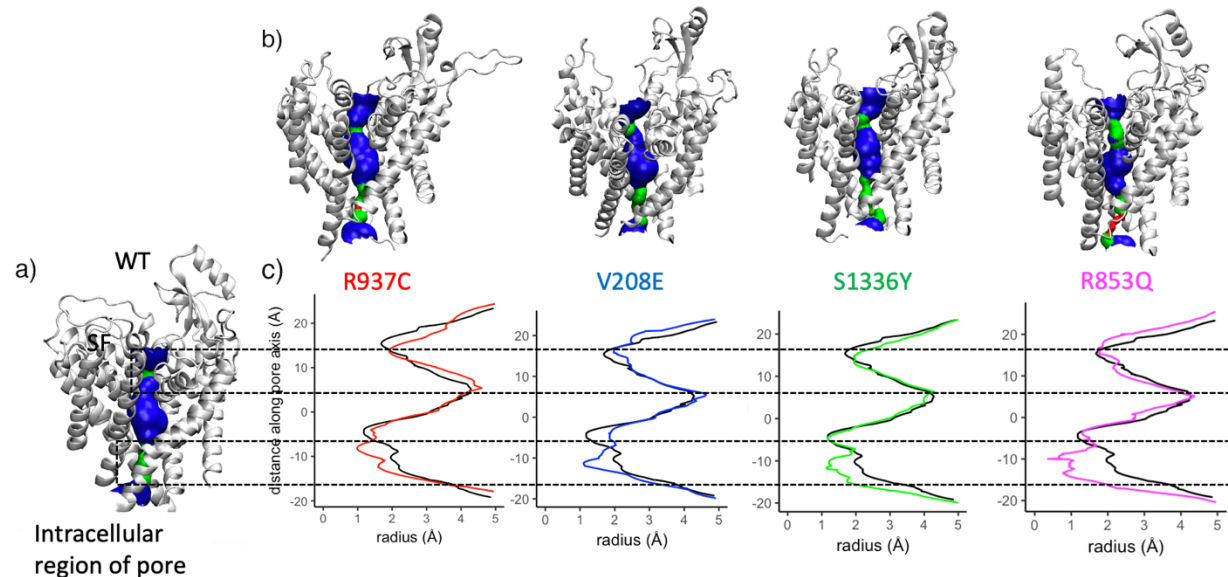 b)
a)
WT
SF
Intracellular
region of pore
c)
R937C
V208E
S1336Y
R853Q
distance along pore axis (Å)
20
10
0
-10
-20
0 1 2 3 4 5
radius (Å)
20
10
0
-10
-20
0 1 2 3 4 5
radius (Å)
20
10
0
-10
-20
0 1 2 3 4 5
radius (Å)
20
10
0
-10
-20
0 1 2 3 4 5
radius (Å)